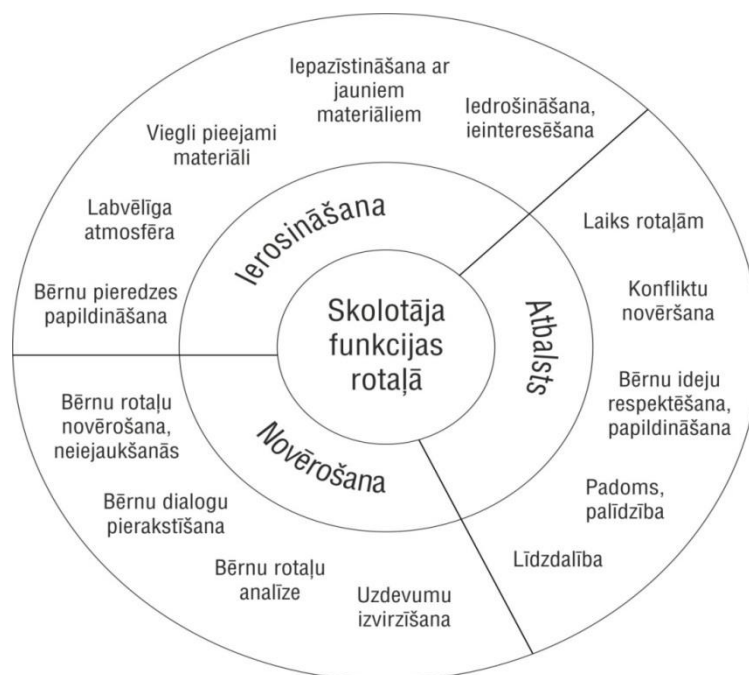 Skolotāja
funkcijas
rotaļā
Ierosināšana
Bērnu pieredzes
papildināšana
Labvēlīga
atmosfēra
Viegli pieejami
materiāli
Iepazīstināšana ar
jauniem
materiāliem
Iedrošināšana,
ieinteresēšana
Atbalsts
Laiks rotaļām
Konfliktu
novēršana
Bērnu ideju
respektēšana,
papildināšana
Padoms,
palīdzība
Līdzdalība
Novērošana
Bērnu rotaļu
novērošana,
neiejaukšanās
Bērnu dialogu
pierakstīšana
Bērnu rotaļu
analīze
Uzdevumu
izvirzīšana